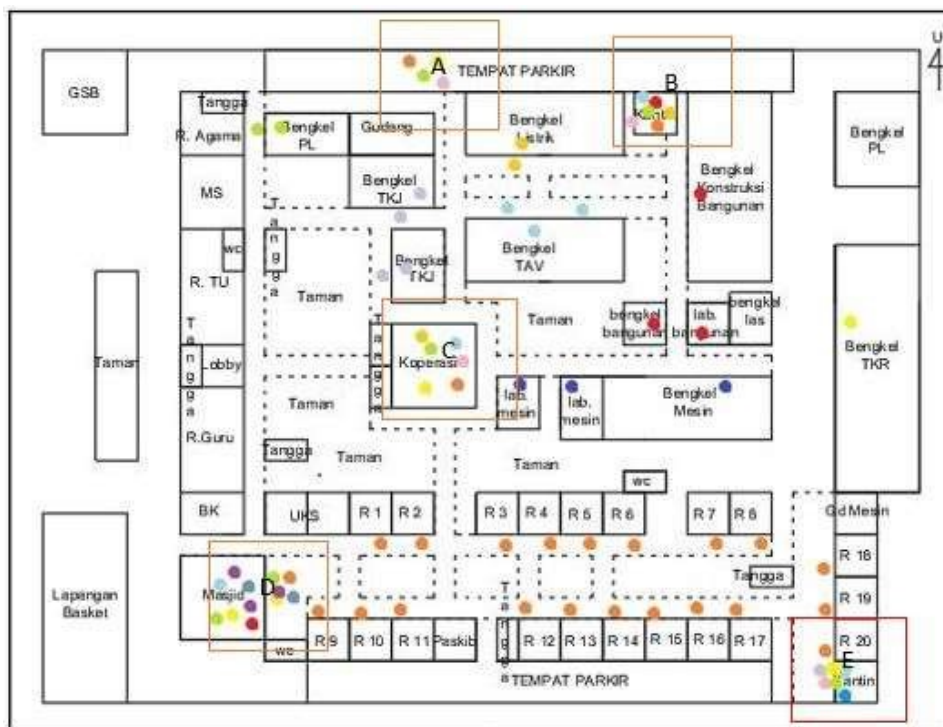 U
4
A
B
TEMPAT PARKIR
GSB
Tangga
R. Agama
Bengkel
PL
Gudang
Bengkel
Listrik
Bengkel
PL
MS
Bengkel
TKJ
Bengkel
Konstruksi
Bangunan
Tangga
wc
R. TU
Bengkel
TKJ
Bengkel
TAV
Taman
Taman
bengkel
bangunan
lab.
bangunan
bengkel
las
Bengkel
TKR
Taman
Tangga
Lobby
Tangga
C
Koperasi
Taman
lab.
mesin
lab.
mesin
Bengkel
Mesin
R.Guru
Tangga
Taman
Taman
wc
BK
UKS
R 1
R 2
R 3
R 4
R 5
R 6
R 7
R 8
Gd Mesin
R 18
Lapangan
Basket
Masjid
D
Tangga
R 19
wc
R 9
R 10
R 11
Paskib
Tangga
R 12
R 13
R 14
R 15
R 16
R 17
R 20
E
TEMPAT PARKIR